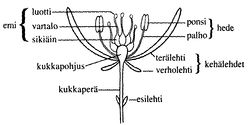 luotti
emi
vartalo
sikiäin
ponsi
palho
hede
terälehti
verholehti
kehälehdet
kukkapohjus
kukkaperä
esilehti